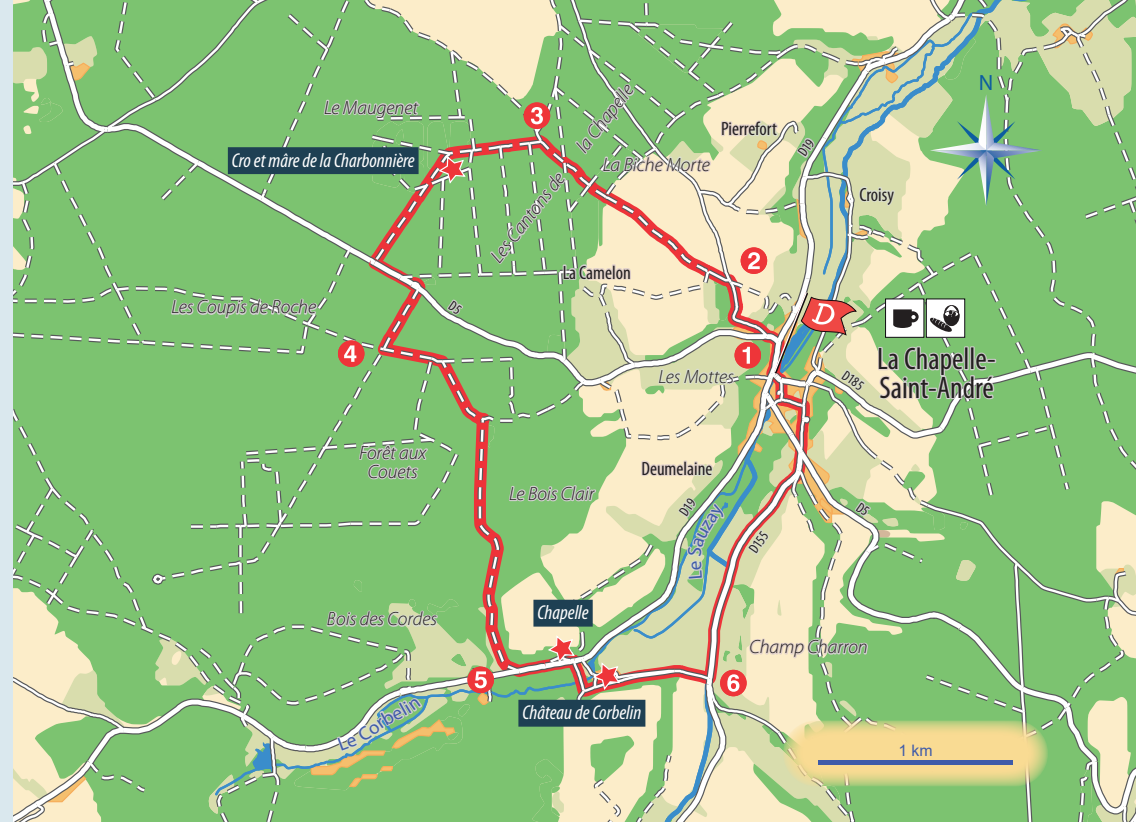 N
Le Maugenet
3
la Chapelle
Pierrefort
D19
Cro et mâre de la Charbonnière
La Biche Morte
Croisy
Les Cantons de
2
La Camelon
Les Coupis de Roche
D5
D
4
1
La Chapelle-
Saint-André
Les Mottes
D185
Forêt aux
Couets
Deumelaine
Le Bois Clair
D19
D5
Le Sauzay
D155
Chapelle
Bois des Cordes
Champ Charron
5
6
Château de Corbelin
Le Corbelin
1 km